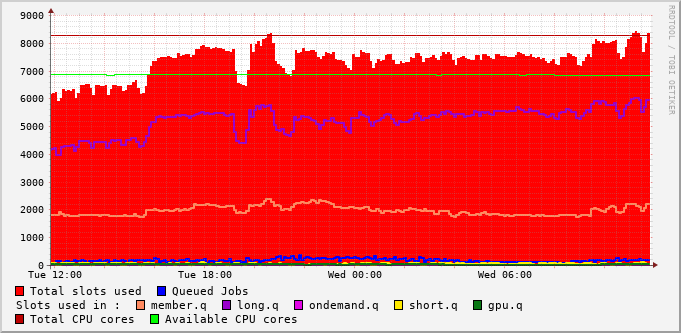 9000
8000
7000
6000
5000
4000
3000
2000
1000
0
Tue 12:00 Tue 18:00 Wed 00:00 Wed 06:00
Total slots used Queued Jobs
Slots used in : member.q long.q ondemand.q short.q gpu.q
Total CPU cores Available CPU cores
RRDTOOL / TOBI OETIKER